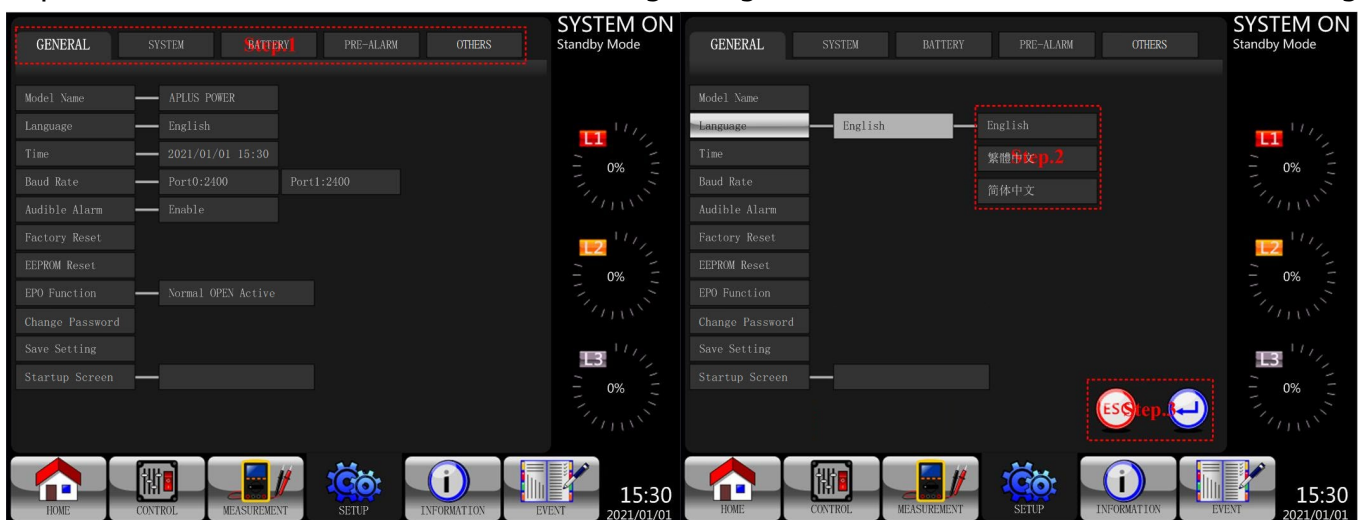 GENERAL SYSTEM BATTERY PRE-ALARM OTHERS
Step.1
SYSTEM ON
Standby Mode
Model Name APLUS POWER
Language English
Time 2021/01/01 15:30
Baud Rate Port0:2400 Port1:2400
Audible Alarm Enable
Factory Reset
EEPROM Reset
EPO Function Normal OPEN Active
Change Password
Save Setting
Startup Screen
L1
0%
L2
0%
L3
0%
HOME CONTROL MEASUREMENT SETUP INFORMATION EVENT
15:30
2021/01/01
GENERAL SYSTEM BATTERY PRE-ALARM OTHERS
SYSTEM ON
Standby Mode
Model Name
Language English English
Time 繁體中文
Step.2
Baud Rate 简体中文
Audible Alarm
Factory Reset
EEPROM Reset
EPO Function
Change Password
Save Setting
Startup Screen
ESC
Step.3
L1
0%
L2
0%
L3
0%
HOME CONTROL MEASUREMENT SETUP INFORMATION EVENT
15:30
2021/01/01